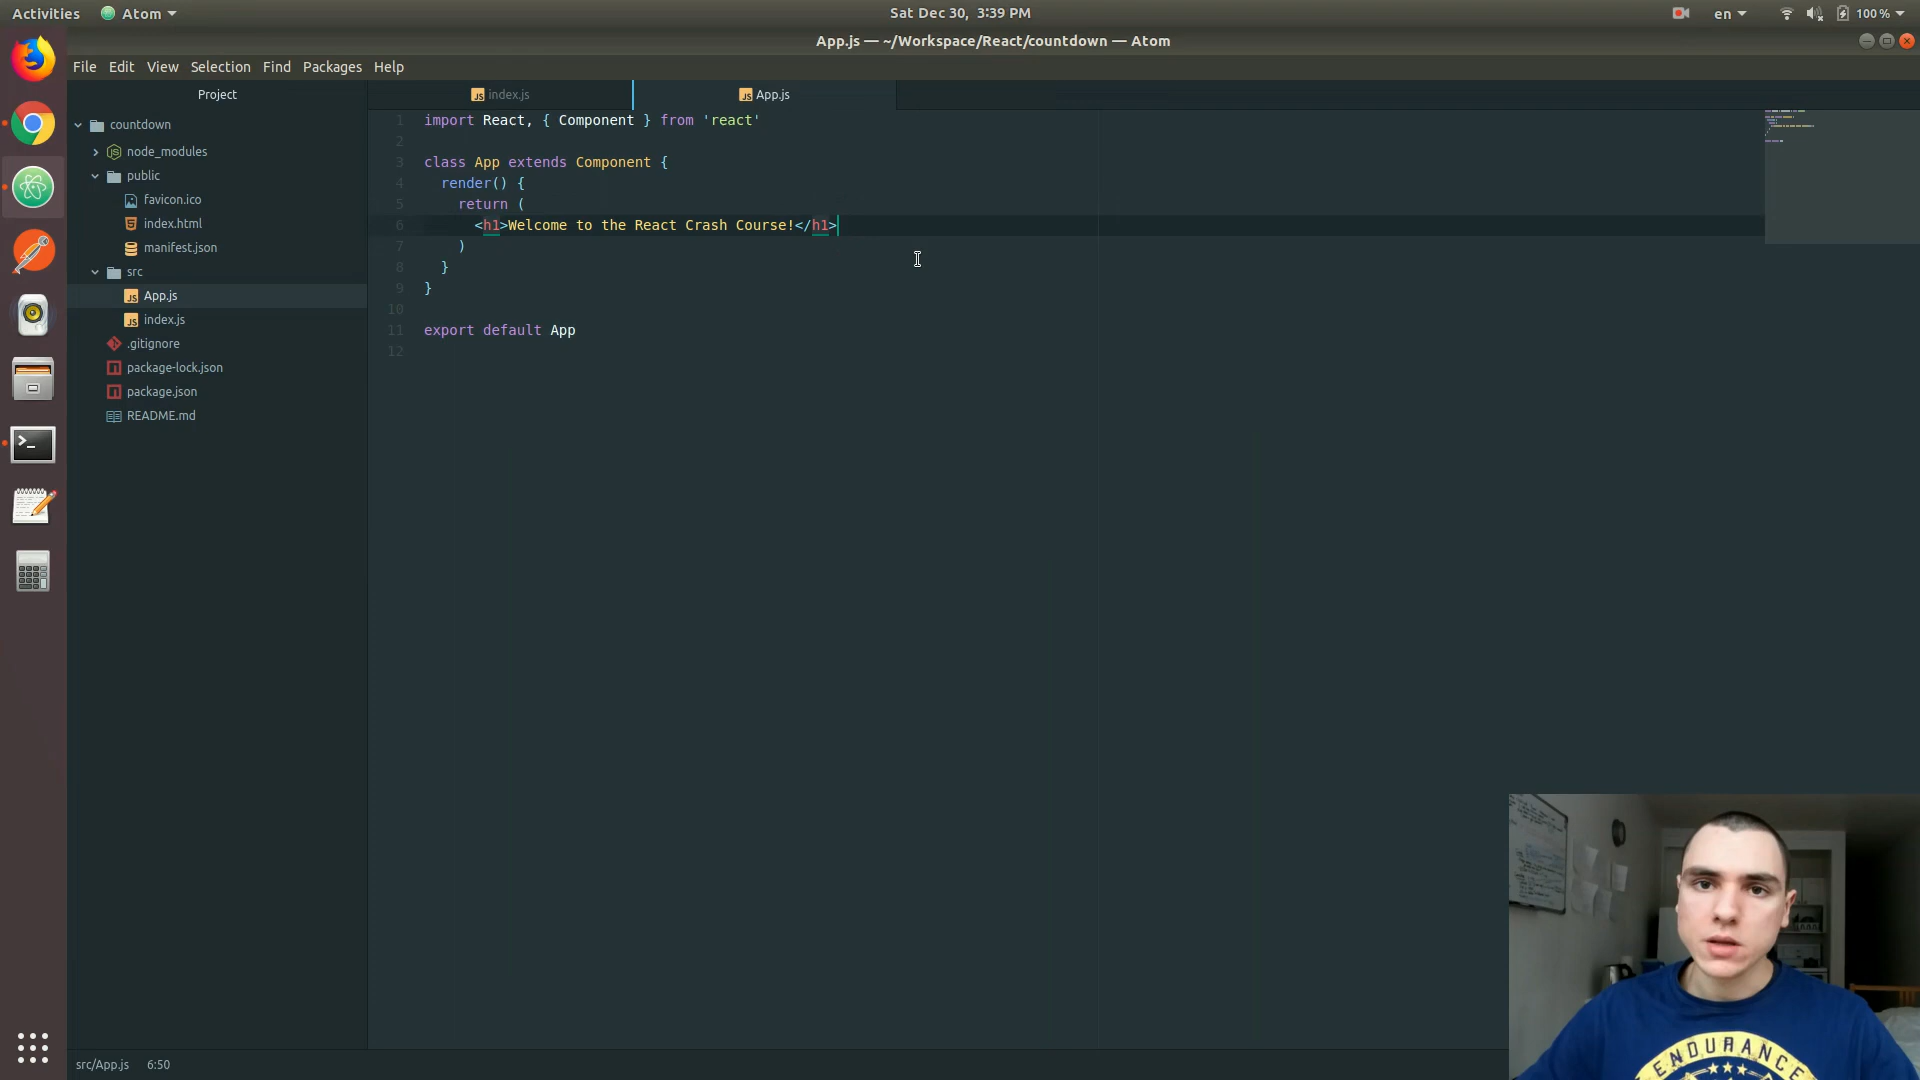 Activities Atom Sat Dec 30, 3:39 PM en 100 %
App.js — ~/Workspace/React/countdown — Atom
File Edit View Selection Find Packages Help
Project
countdown
node_modules
public
favicon.ico
index.html
manifest.json
src
App.js
index.js
.gitignore
package-lock.json
package.json
README.md
index.js App.js
1 import React, { Component } from 'react'
2
3 class App extends Component {
4 render() {
5 return (
6 <h1>Welcome to the React Crash Course!</h1>
7 )
8 }
9 }
10
11 export default App
12
src/App.js 6:50
ENDURANCE